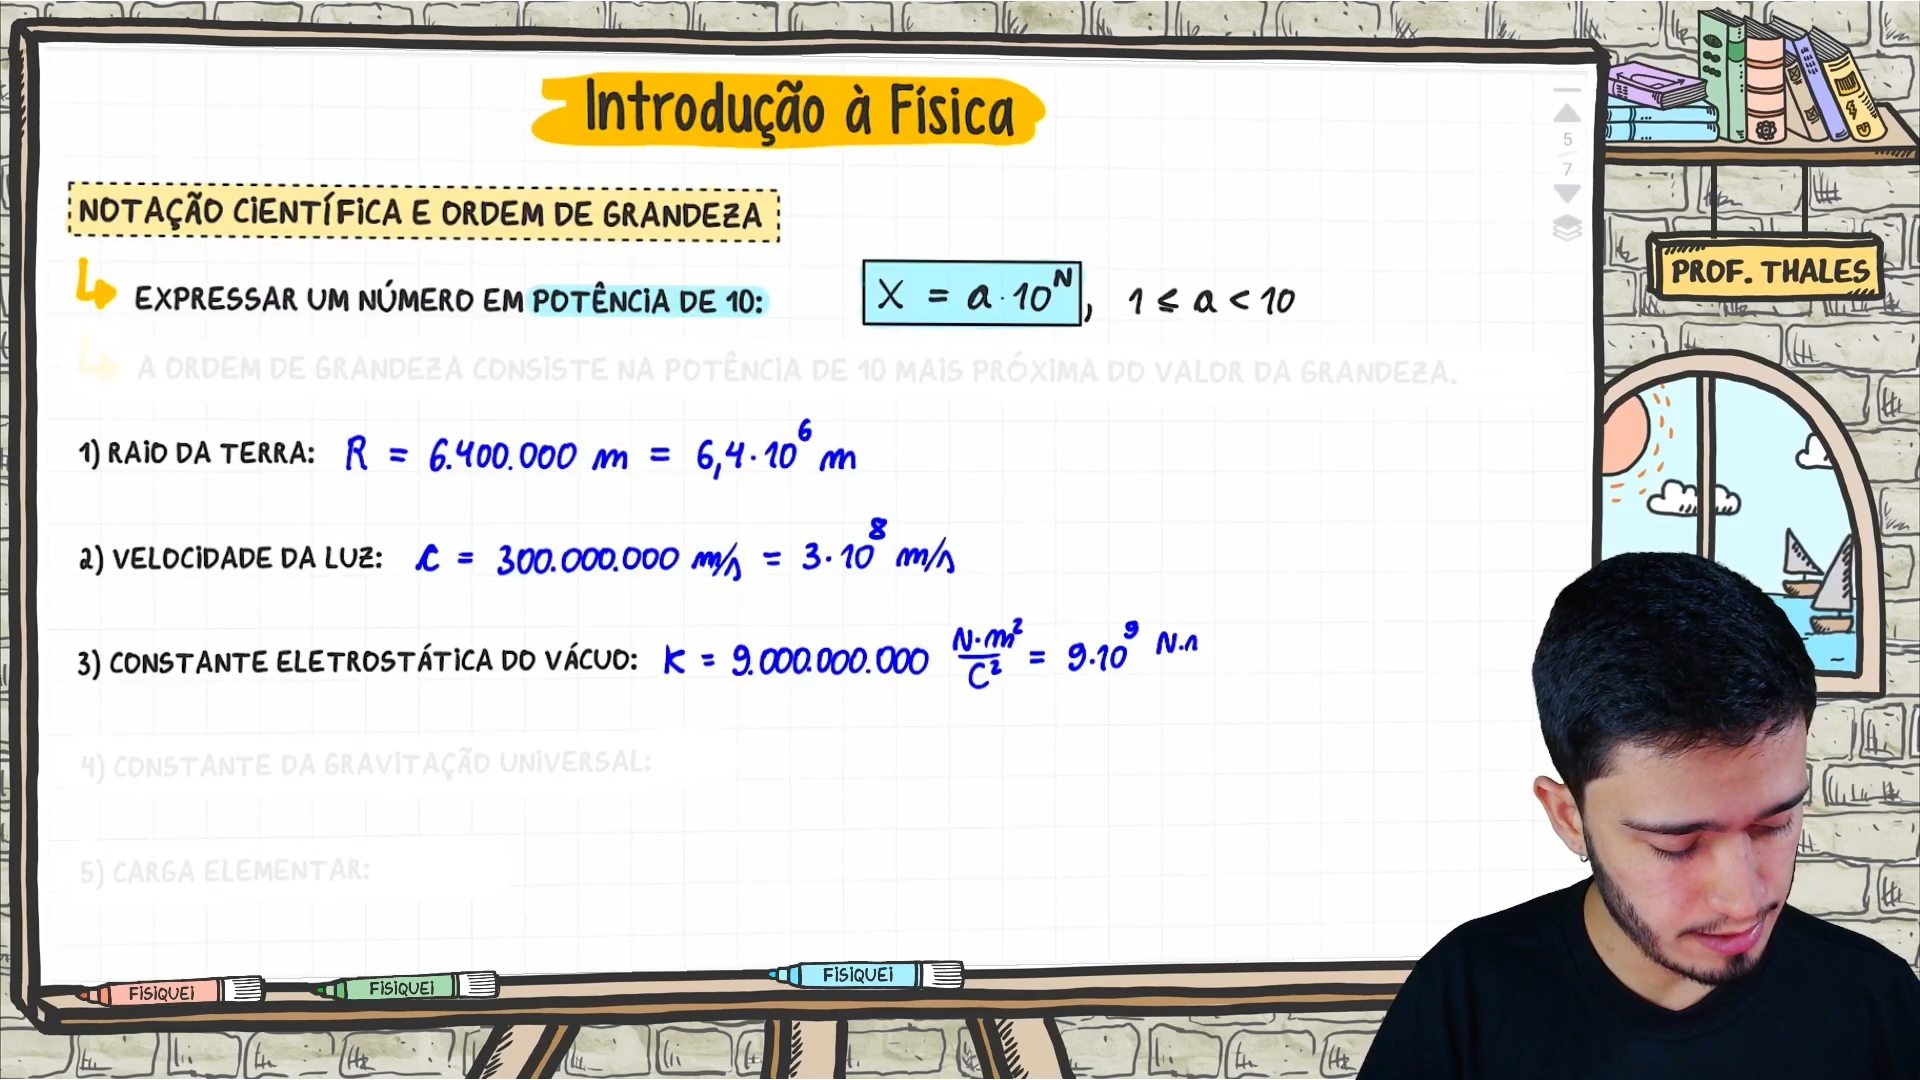 Introdução à Física
5
7
NOTAÇÃO CIENTÍFICA E ORDEM DE GRANDEZA
EXPRESSAR UM NÚMERO EM POTÊNCIA DE 10: X = a · 10^N, 1 ≤ a < 10
A ORDEM DE GRANDEZA CONSISTE NA POTÊNCIA DE 10 MAIS PRÓXIMA DO VALOR DA GRANDEZA.
1) RAIO DA TERRA: R = 6.400.000 m = 6,4·10^6 m
2) VELOCIDADE DA LUZ: c = 300.000.000 m/s = 3·10^8 m/s
3) CONSTANTE ELETROSTÁTICA DO VÁCUO: K = 9.000.000.000 N·m²/C² = 9·10^9 N.n
4) CONSTANTE DA GRAVITAÇÃO UNIVERSAL:
5) CARGA ELEMENTAR:
PROF. THALES
FISIQUEI
FISIQUEI
FISIQUEI